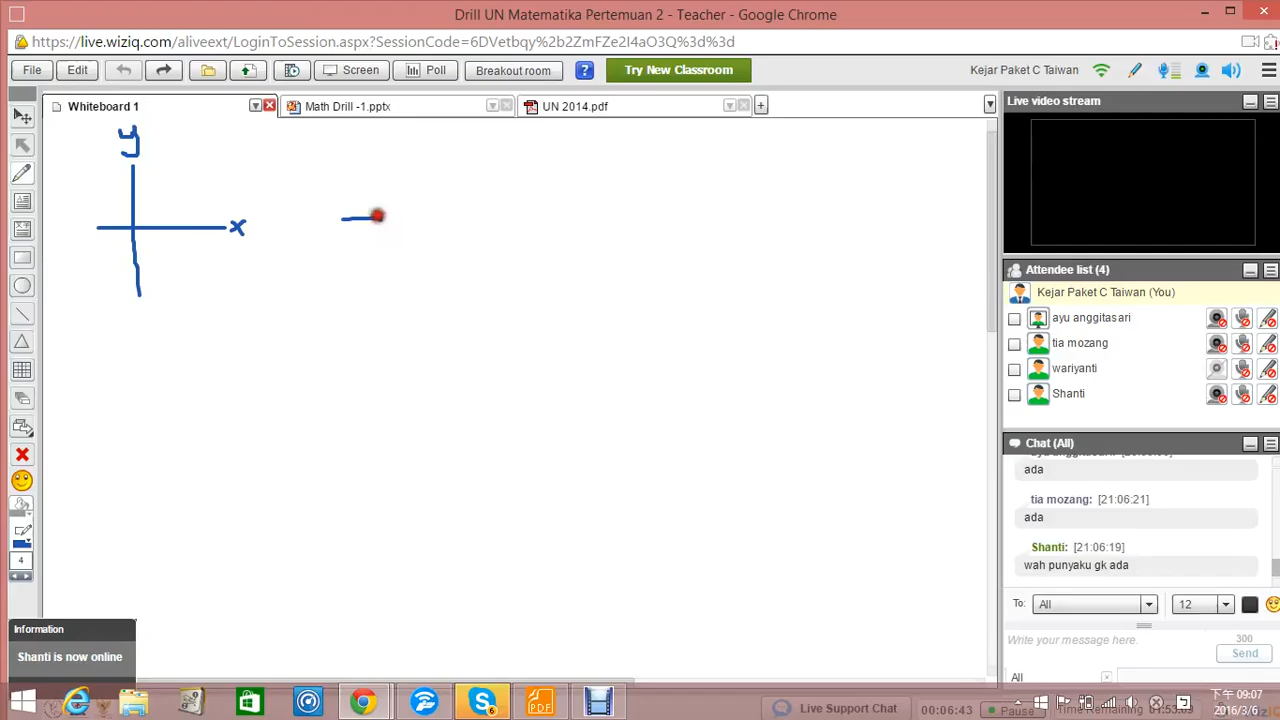 Drill UN Matematika Pertemuan 2 - Teacher - Google Chrome
https://live.wiziq.com/aliveext/LoginToSession.aspx?SessionCode=6DVetbqy%2b2ZmFZe2I4aO3Q%3d%3d
File Edit Screen Poll Breakout room ? Try New Classroom Kejar Paket C Taiwan
Whiteboard 1 Math Drill -1.pptx UN 2014.pdf
y
x
4
Information
Shanti is now online
Live video stream
Attendee list (4)
Kejar Paket C Taiwan (You)
ayu anggitasari
tia mozang
wariyanti
Shanti
Chat (All)
ada
tia mozang: [21:06:21]
ada
Shanti: [21:06:19]
wah punyaku gk ada
To: All 12
Write your message here. 300
Send
All
Live Support Chat 00:06:43 Pause Time Remaining
下午 09:07
2016/3/6